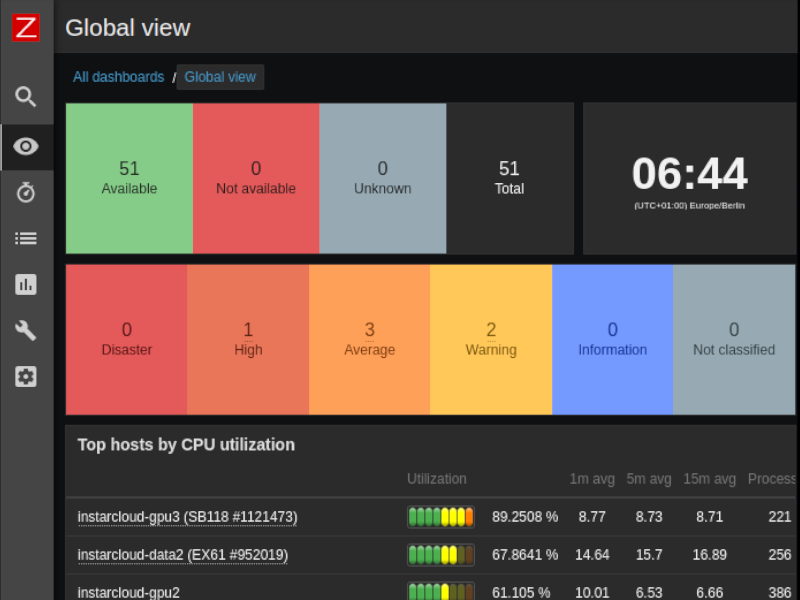 Z
Global view
All dashboards / Global view
51 0 0 51
Available Not available Unknown Total
06:44
(UTC+01:00) Europe/Berlin
0 1 3 2 0 0
Disaster High Average Warning Information Not classified
Top hosts by CPU utilization
Utilization 1m avg 5m avg 15m avg Process
instarcloud-gpu3 (SB118 #1121473) 89.2508 % 8.77 8.73 8.71 221
instarcloud-data2 (EX61 #952019) 67.8641 % 14.64 15.7 16.89 256
instarcloud-gpu2 61.105 % 10.01 6.53 6.66 386